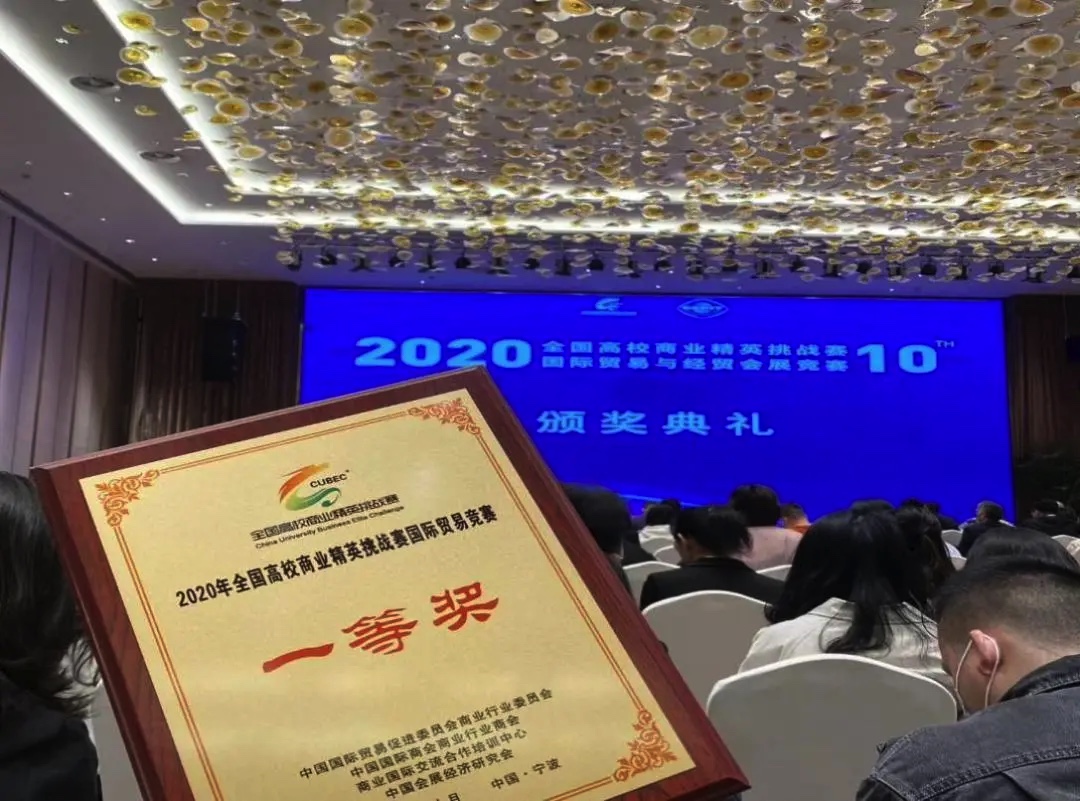 2020
全国高校商业精英挑战赛
国际贸易与经贸会展竞赛
10TH
颁奖典礼
CUBEC
全国高校商业精英挑战赛
China University Business Elite Challenge
2020年全国高校商业精英挑战赛国际贸易竞赛
一等奖
中国国际贸易促进委员会商业行业委员会
中国国际商会商业行业商会
商业国际交流合作培训中心
中国会展经济研究会
月 中国·宁波